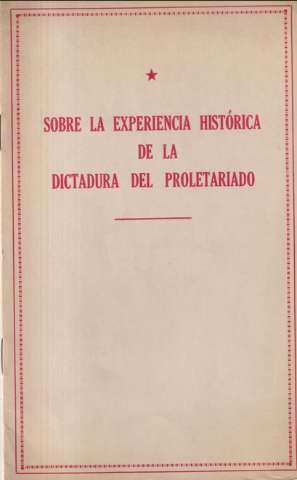 SOBRE LA EXPERIENCIA HISTÓRICA
DE LA
DICTADURA DEL PROLETARIADO